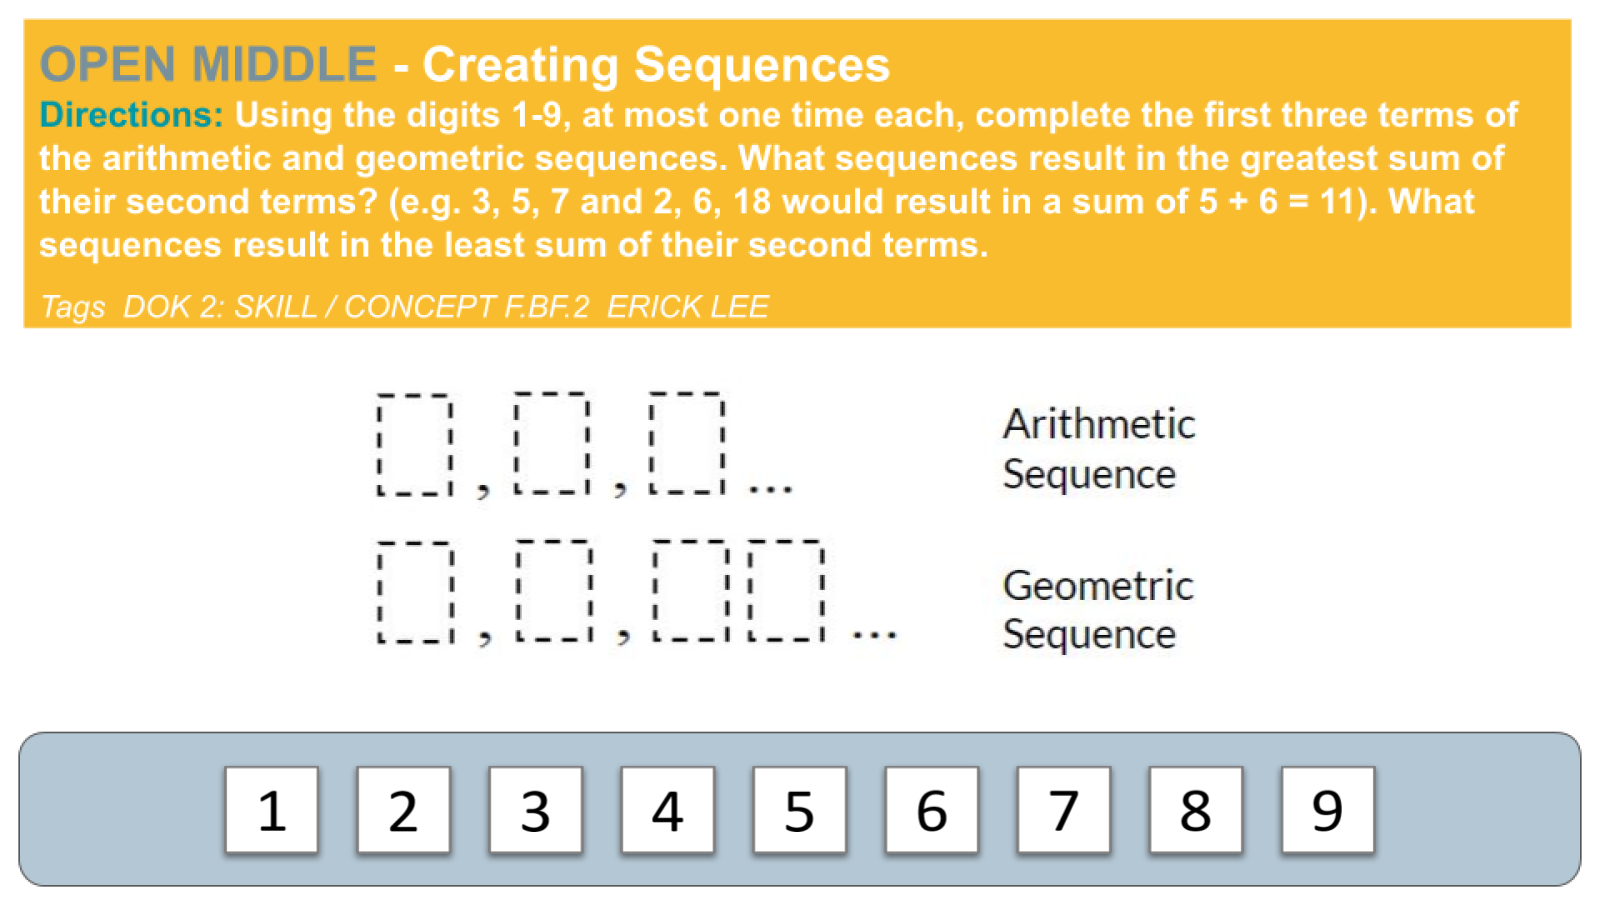 OPEN MIDDLE - Creating Sequences
Directions: Using the digits 1-9, at most one time each, complete the first three terms of
the arithmetic and geometric sequences. What sequences result in the greatest sum of
their second terms? (e.g. 3, 5, 7 and 2, 6, 18 would result in a sum of 5 + 6 = 11). What
sequences result in the least sum of their second terms.
Tags DOK 2: SKILL / CONCEPT F.BF.2 ERICK LEE
, , ...
Arithmetic
Sequence
, , ...
Geometric
Sequence
1 2 3 4 5 6 7 8 9